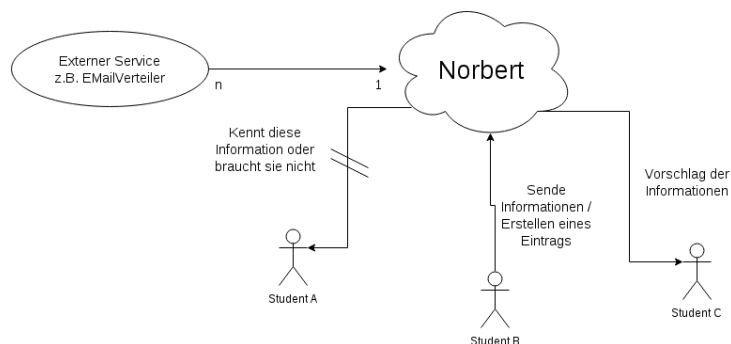 Externer Service
z.B. EMailVerteiler
Norbert
n
1
Kennt diese
Information oder
braucht sie nicht
Vorschlag der
Informationen
Sende
Informationen /
Erstellen eines
Eintrags
Student A
Student C
Student B